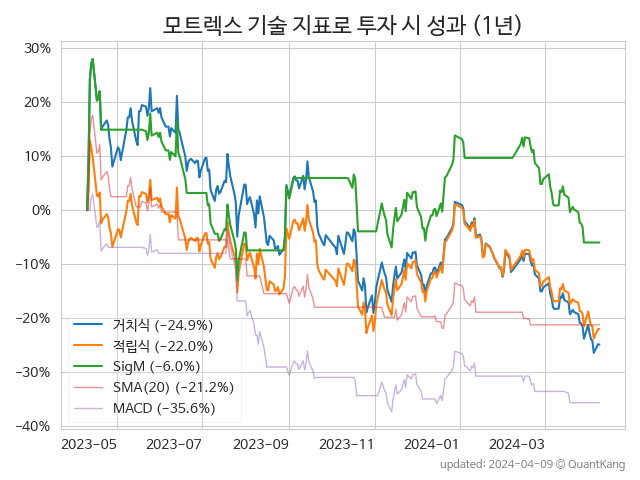 모트렉스 기술 지표로 투자 시 성과 (1년)
30%
20%
10%
0%
−10%
−20%
−30%
−40%
거치식 (−24.9%)
적립식 (−22.0%)
SigM (−6.0%)
SMA(20) (−21.2%)
MACD (−35.6%)
2023-05 2023-07 2023-09 2023-11 2024-01 2024-03
updated: 2024-04-09 ⓒ QuantKang